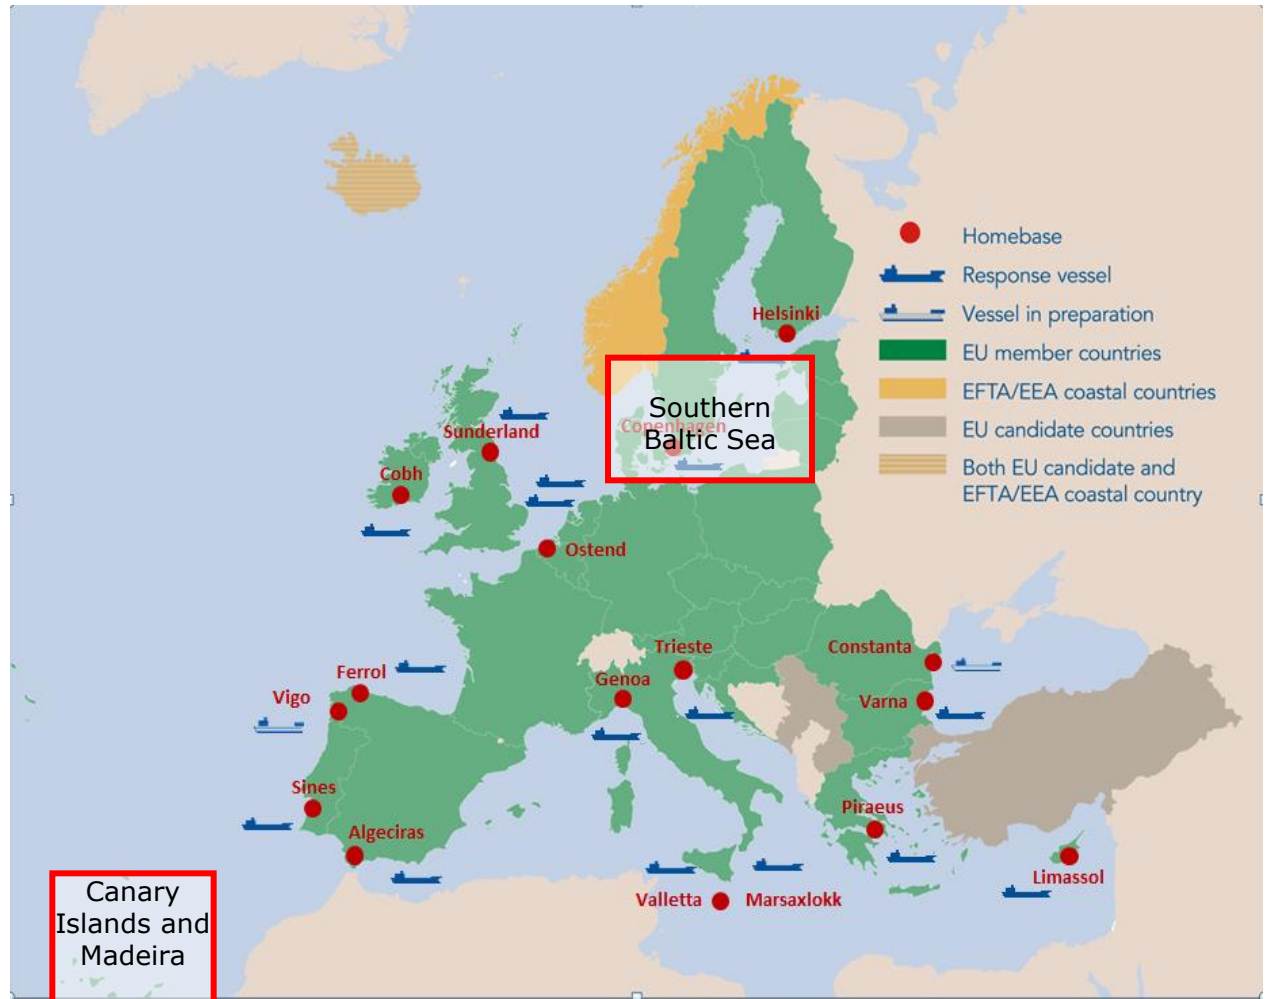 Homebase
Response vessel
Vessel in preparation
EU member countries
EFTA/EEA coastal countries
EU candidate countries
Both EU candidate and
EFTA/EEA coastal country
Helsinki
Southern
Copenhagen
Baltic Sea
Sunderland
Cobh
Ostend
Trieste
Constanta
Ferrol
Genoa
Vigo
Varna
Sines
Piraeus
Algeciras
Limassol
Valletta
Marsaxlokk
Canary
Islands and
Madeira